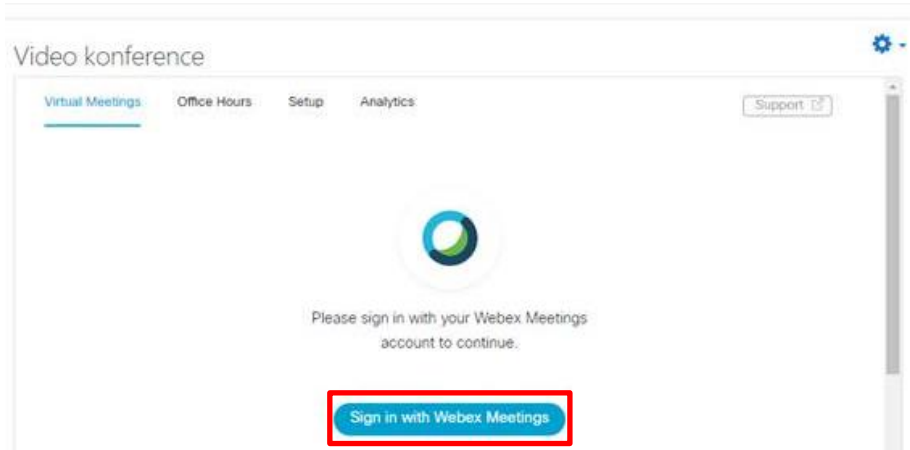 Video konference
Virtual Meetings Office Hours Setup Analytics Support
Please sign in with your Webex Meetings
account to continue.
Sign in with Webex Meetings